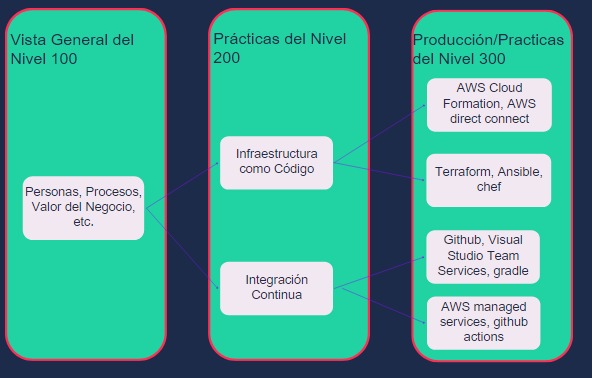 Vista General del
Nivel 100
Personas, Procesos,
Valor del Negocio,
etc.
Prácticas del Nivel
200
Infraestructura
como Código
Integración
Continua
Producción/Practicas
del Nivel 300
AWS Cloud
Formation, AWS
direct connect
Terraform, Ansible,
chef
Github, Visual
Studio Team
Services, gradle
AWS managed
services, github
actions